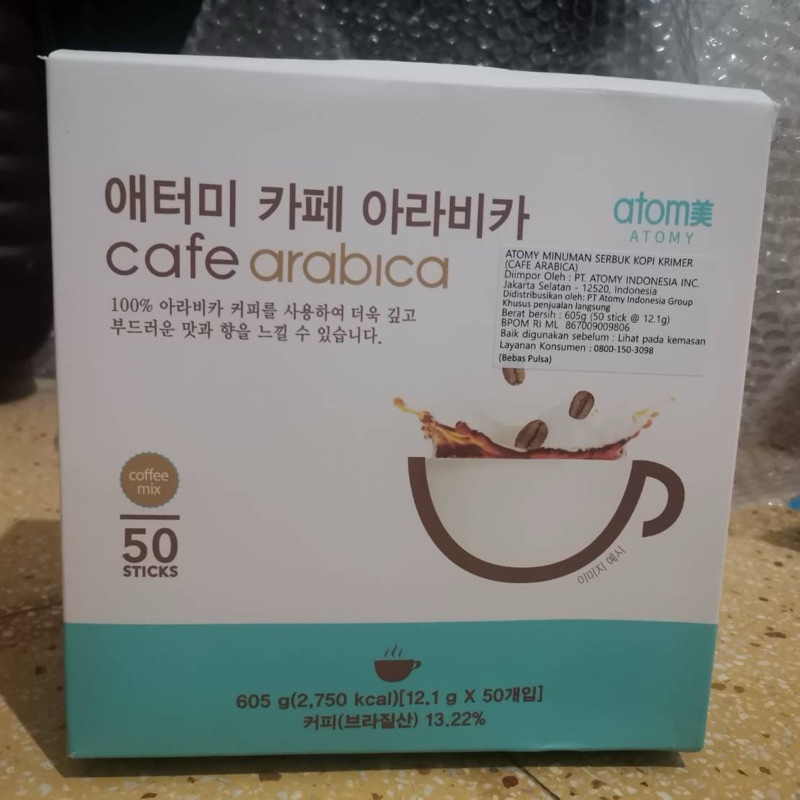 애터미 카페 아라비카
cafe arabica
100% 아라비카 커피를 사용하여 더욱 깊고
부드러운 맛과 향을 느낄 수 있습니다.
atom美
ATOMY
ATOMY MINUMAN SERBUK KOPI KRIMER
(CAFE ARABICA)
Diimpor Oleh : PT. ATOMY INDONESIA INC.
Jakarta Selatan - 12520, Indonesia
Didistribusikan oleh: PT Atomy Indonesia Group
Khusus penjualan langsung
Berat bersih : 605g (50 stick @ 12.1g)
BPOM RI ML 867009009806
Baik digunakan sebelum : Lihat pada kemasan
Layanan Konsumen : 0800-150-3098
(Bebas Pulsa)
coffee
mix
50
STICKS
이미지 예시
605 g(2,750 kcal)[12.1 g X 50개입]
커피(브라질산) 13.22%